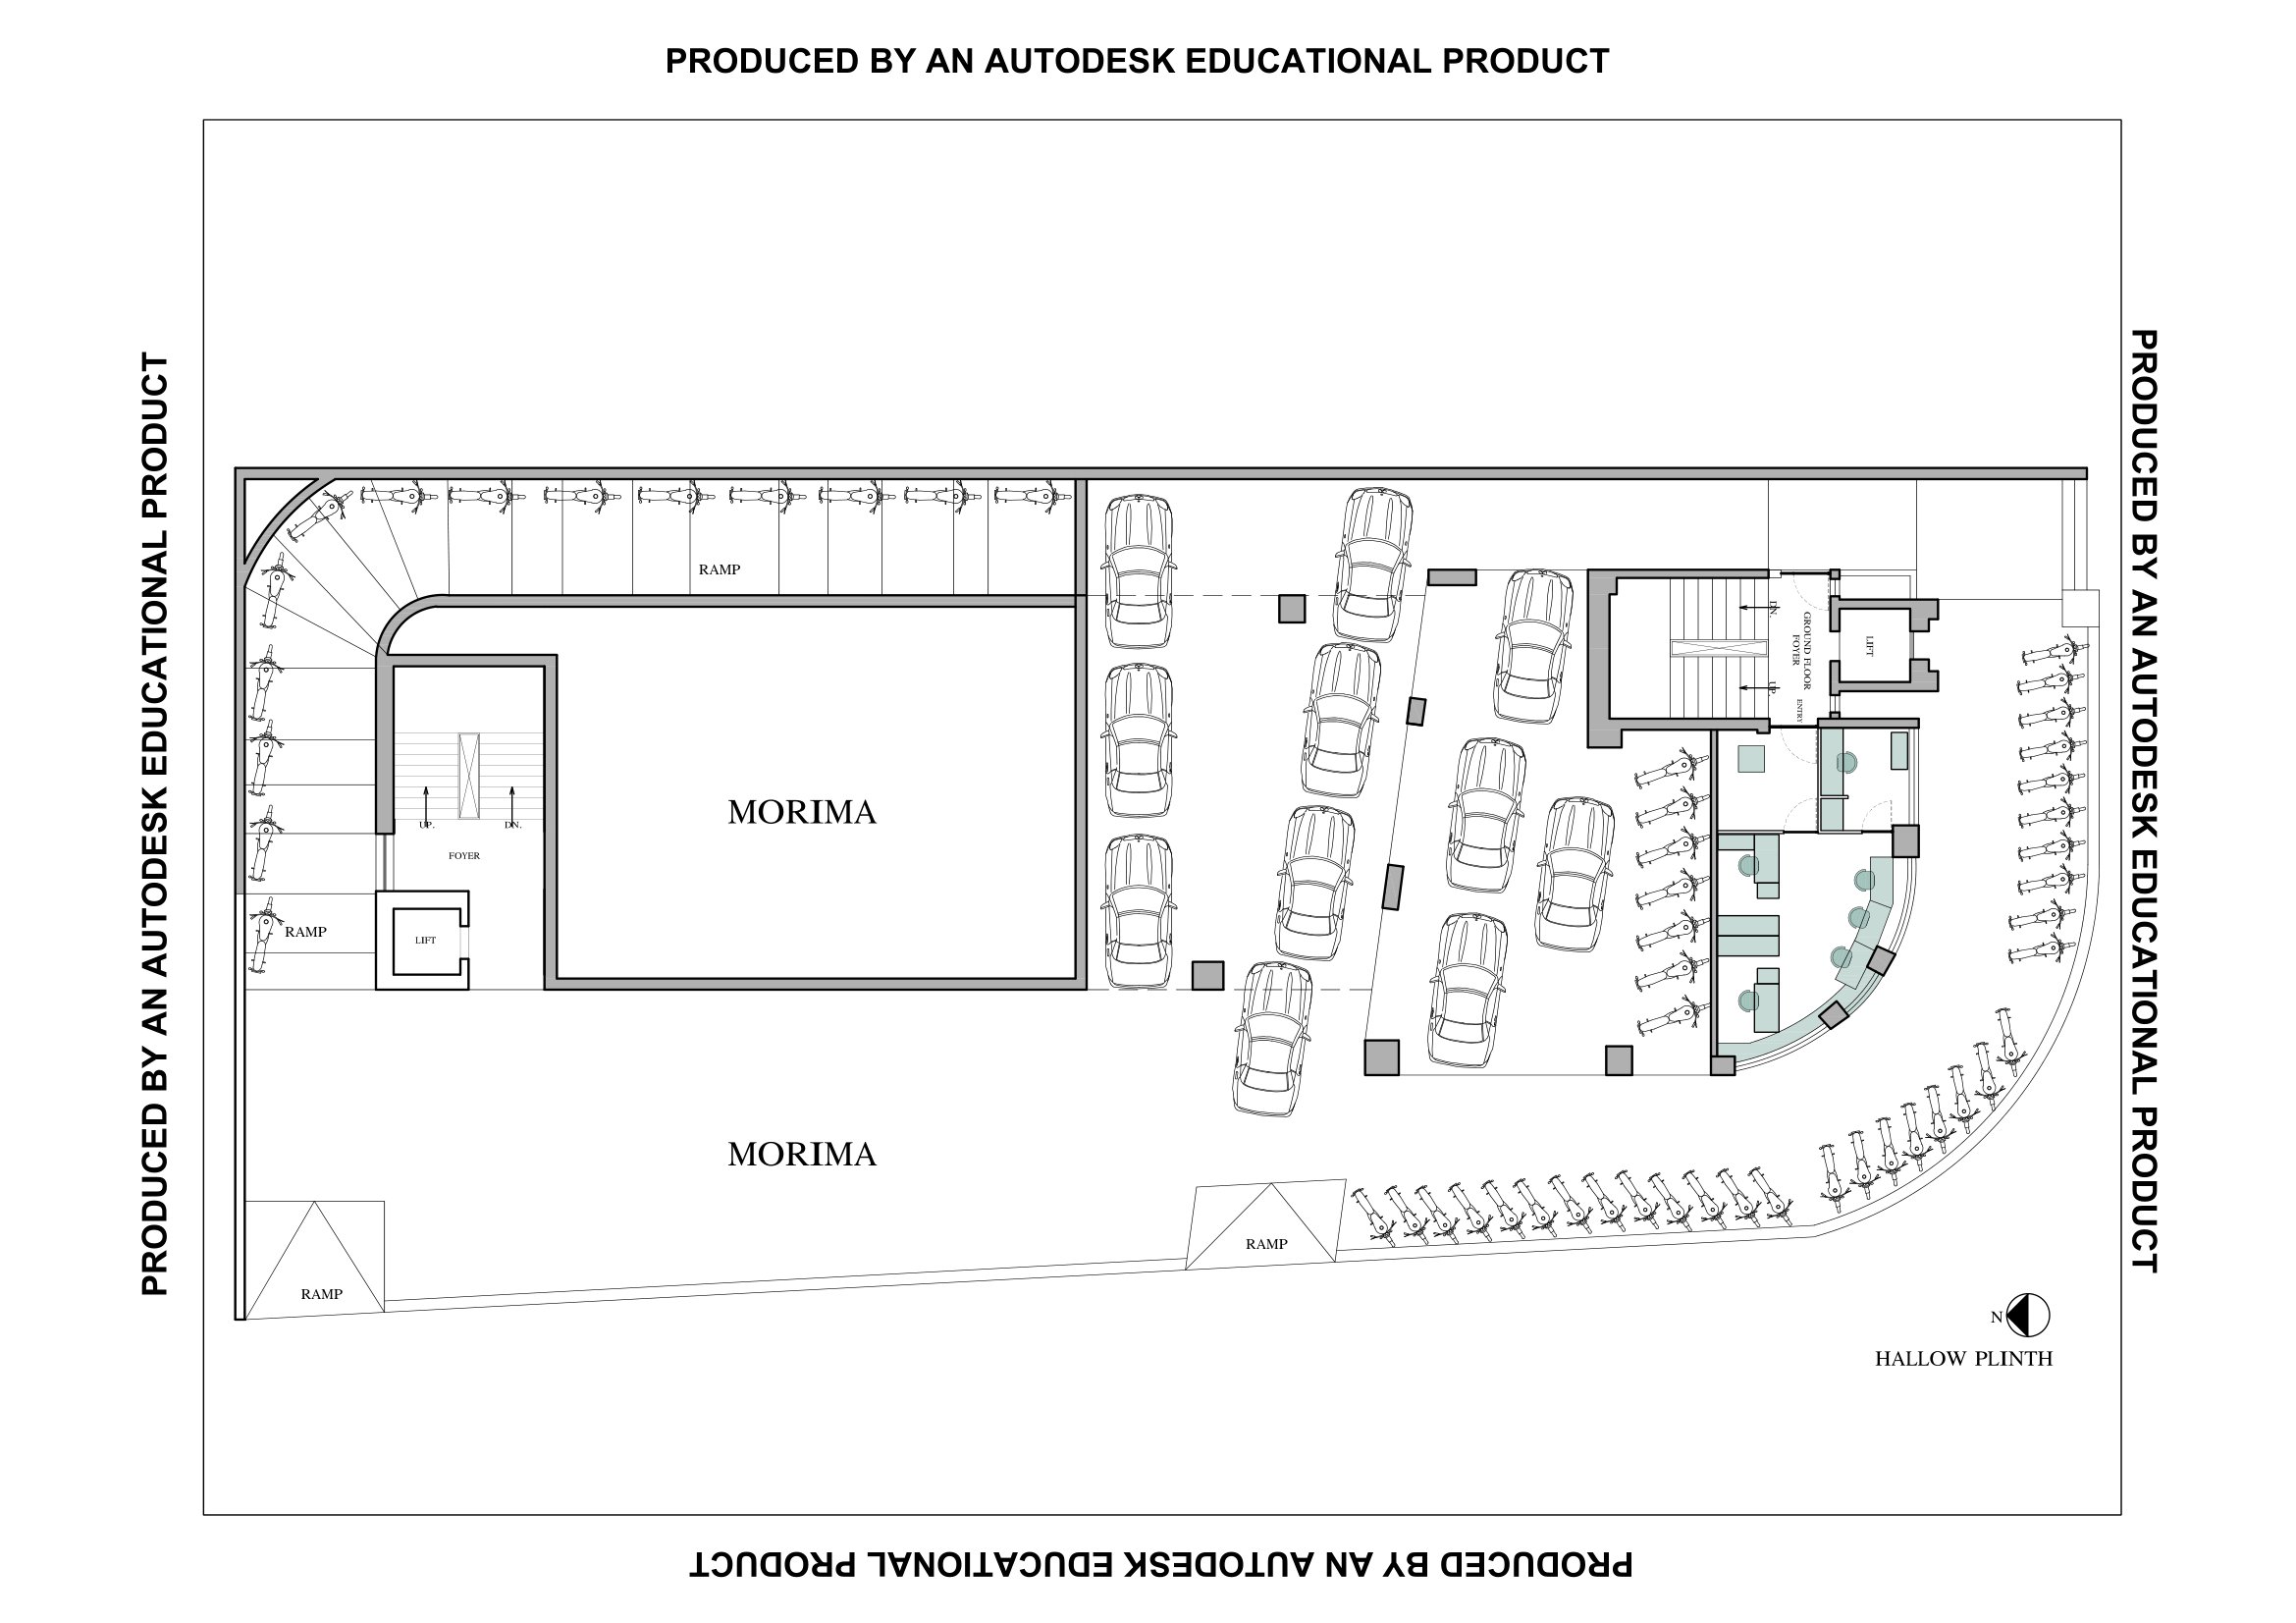 PRODUCED BY AN AUTODESK EDUCATIONAL PRODUCT
PRODUCED BY AN AUTODESK EDUCATIONAL PRODUCT
PRODUCED BY AN AUTODESK EDUCATIONAL PRODUCT
RAMP
DN.
GROUND FLOOR
FOYER
LIFT
UP.
ENTRY
MORIMA
UP.
DN.
FOYER
RAMP
LIFT
MORIMA
RAMP
RAMP
N
HALLOW PLINTH
PRODUCED BY AN AUTODESK EDUCATIONAL PRODUCT